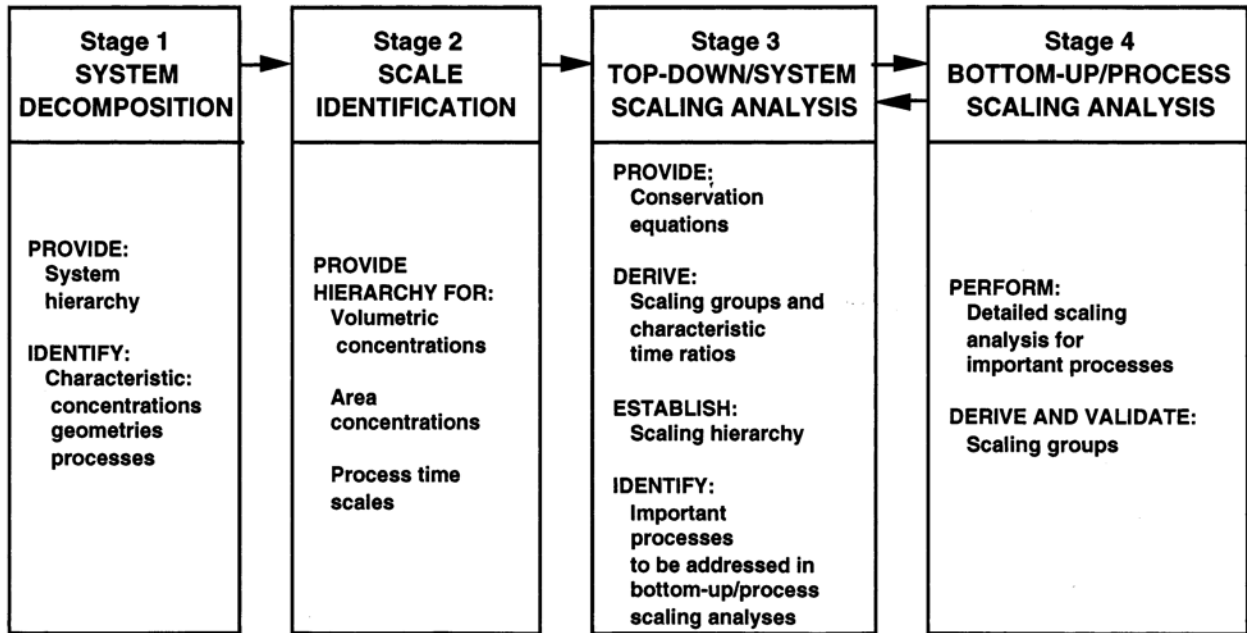 Stage 1
SYSTEM
DECOMPOSITION
PROVIDE:
System
hierarchy
IDENTIFY:
Characteristic:
concentrations
geometries
processes
Stage 2
SCALE
IDENTIFICATION
PROVIDE
HIERARCHY FOR:
Volumetric
concentrations
Area
concentrations
Process time
scales
Stage 3
TOP-DOWN/SYSTEM
SCALING ANALYSIS
PROVIDE:
Conservation
equations
DERIVE:
Scaling groups and
characteristic
time ratios
ESTABLISH:
Scaling hierarchy
IDENTIFY:
Important
processes
to be addressed in
bottom-up/process
scaling analyses
Stage 4
BOTTOM-UP/PROCESS
SCALING ANALYSIS
PERFORM:
Detailed scaling
analysis for
important processes
DERIVE AND VALIDATE:
Scaling groups